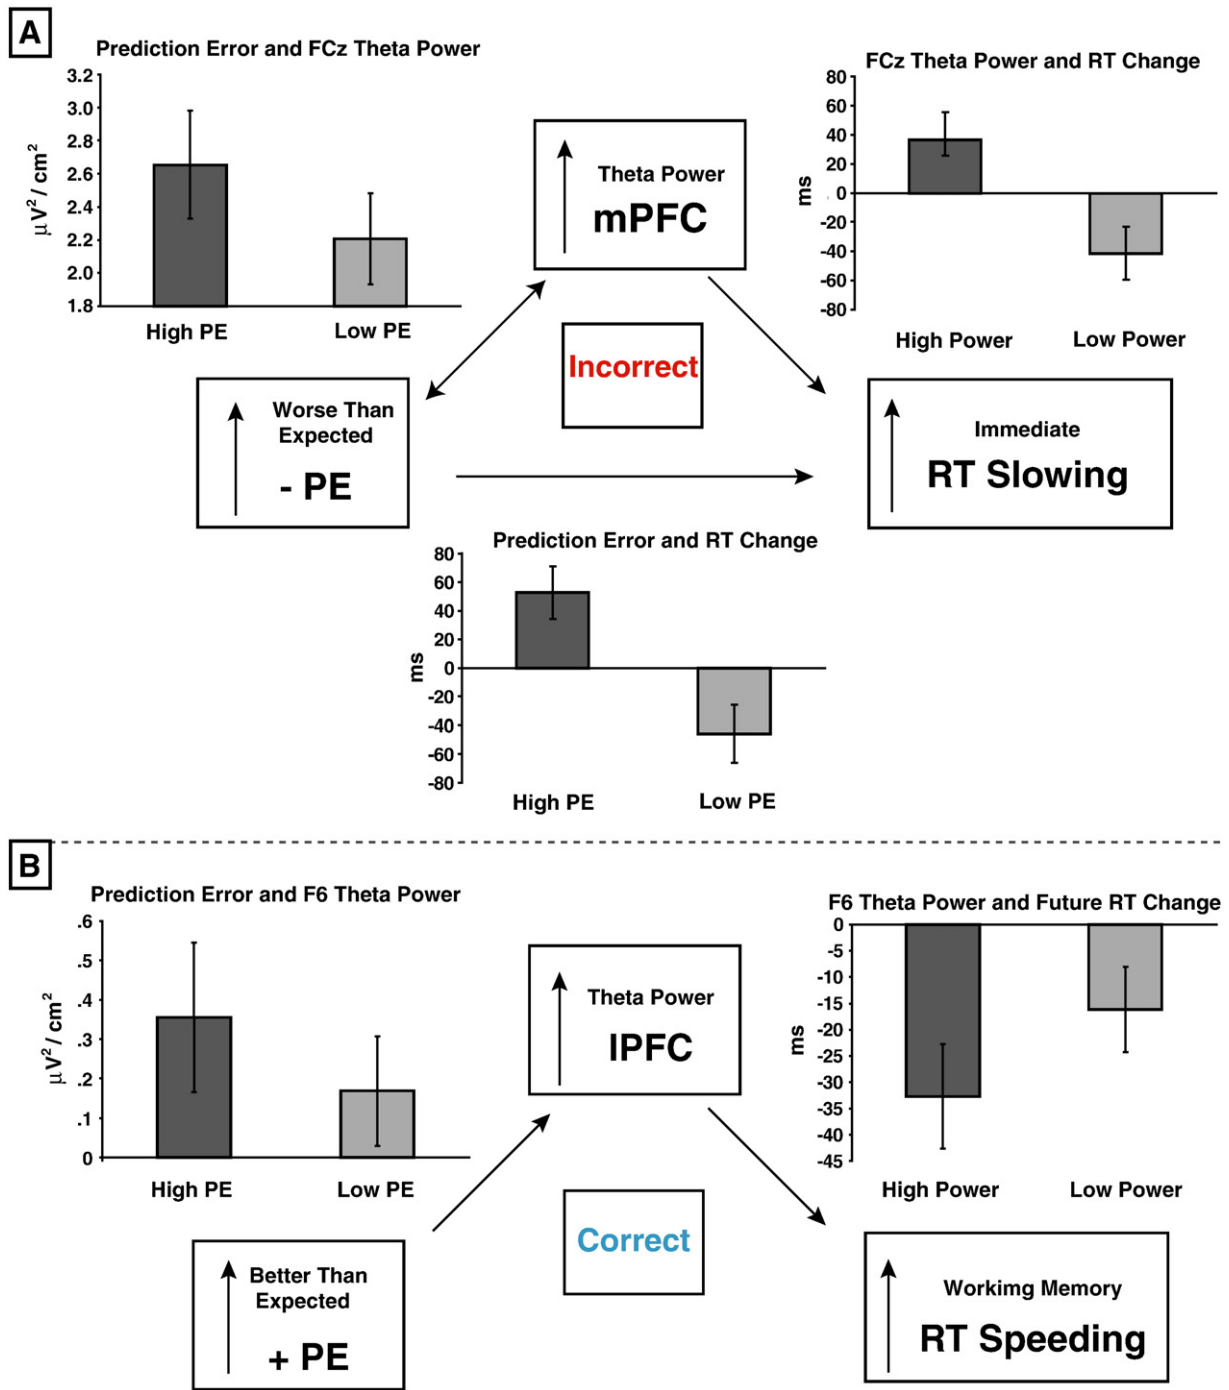 A
Prediction Error and FCz Theta Power
3.2
3.0
2.8
2.6
2.4
2.2
2.0
1.8
μV²/cm²
High PE
Low PE
Theta Power
mPFC
FCz Theta Power and RT Change
80
60
40
20
0
-20
-40
-60
-80
ms
High Power
Low Power
Incorrect
Worse Than
Expected
- PE
Immediate
RT Slowing
Prediction Error and RT Change
80
60
40
20
0
-20
-40
-60
-80
ms
High PE
Low PE
B
Prediction Error and F6 Theta Power
.6
.5
.4
.3
.2
.1
0
μV²/cm²
High PE
Low PE
Theta Power
lPFC
F6 Theta Power and Future RT Change
0
-5
-10
-15
-20
-25
-30
-35
-40
-45
ms
High Power
Low Power
Correct
Better Than
Expected
+ PE
Workimg Memory
RT Speeding